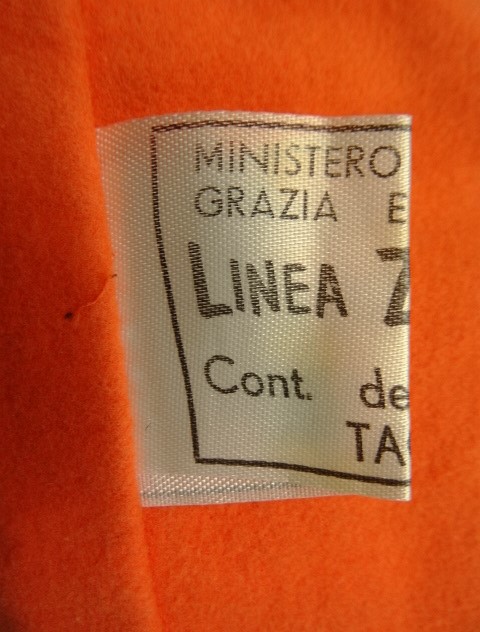 MINISTERO
GRAZIA E
LINEA Z
Cont. de
TA